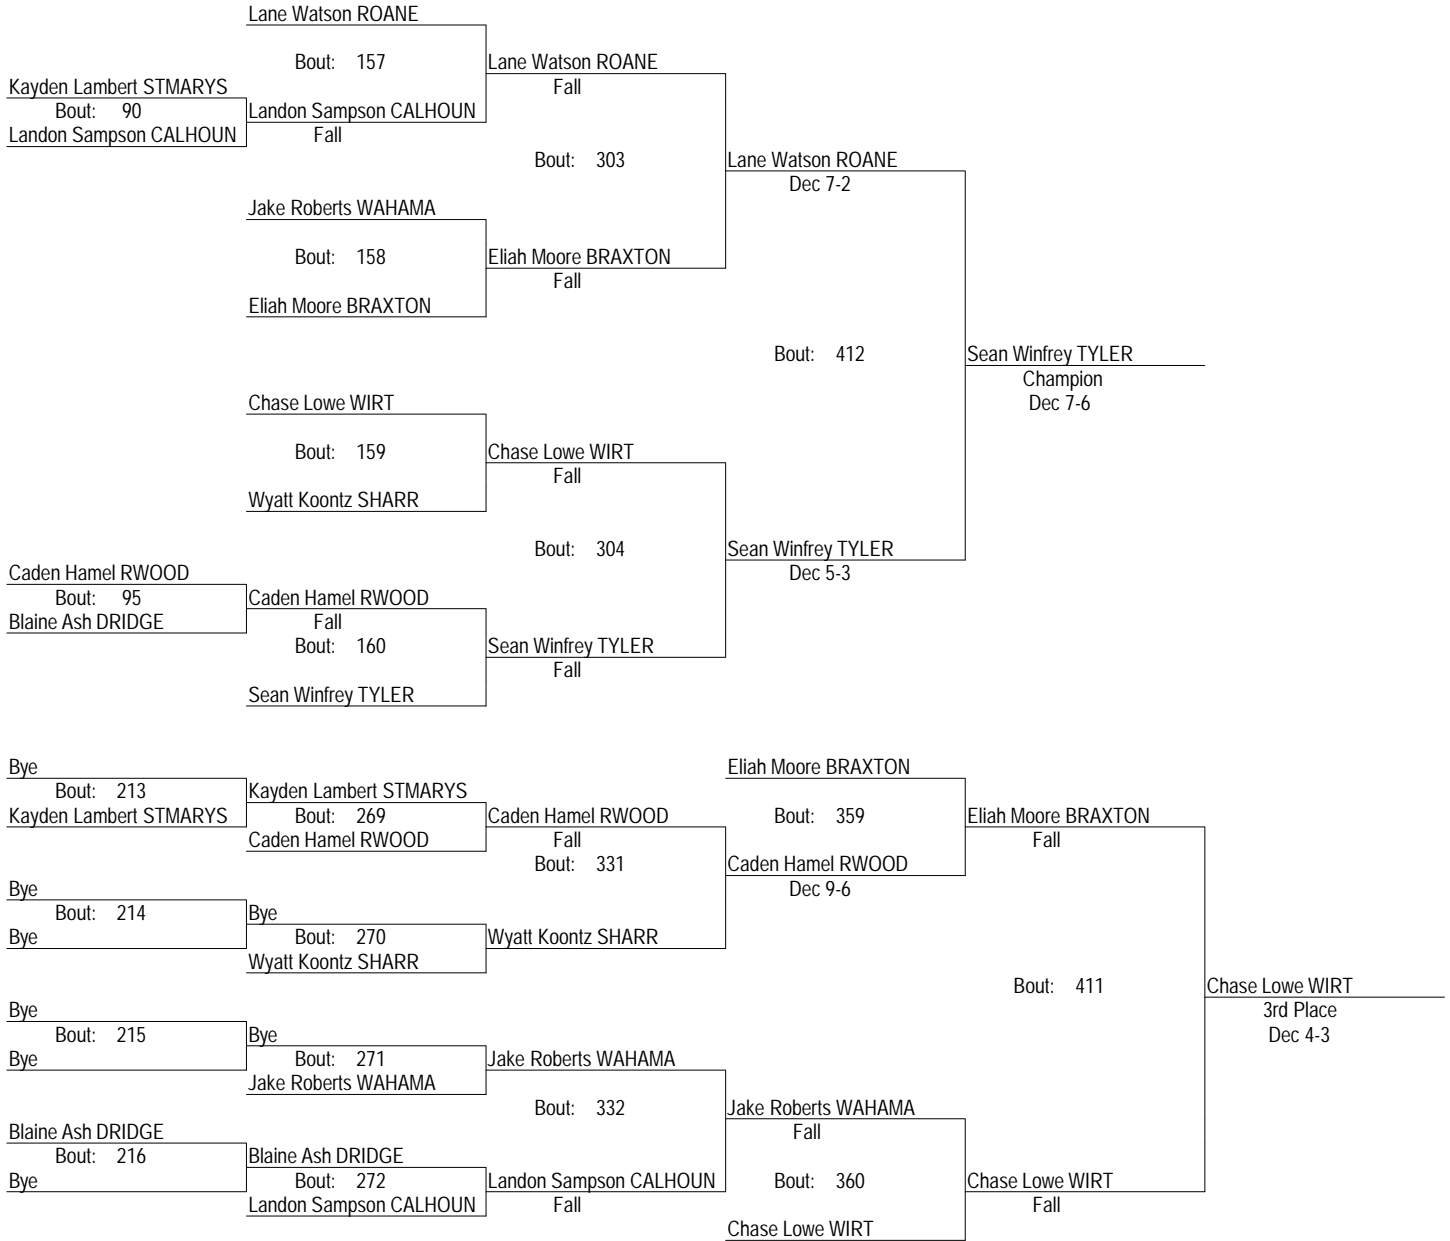 Lane Watson ROANE
Bout: 157
Lane Watson ROANE
Fall
Kayden Lambert STMARYS
Bout: 90
Landon Sampson CALHOUN
Landon Sampson CALHOUN
Fall
Bout: 303
Lane Watson ROANE
Dec 7-2
Jake Roberts WAHAMA
Bout: 158
Eliah Moore BRAXTON
Fall
Eliah Moore BRAXTON
Bout: 412
Sean Winfrey TYLER
Champion
Dec 7-6
Chase Lowe WIRT
Bout: 159
Chase Lowe WIRT
Fall
Wyatt Koontz SHARR
Bout: 304
Sean Winfrey TYLER
Dec 5-3
Caden Hamel RWOOD
Bout: 95
Blaine Ash DRIDGE
Caden Hamel RWOOD
Fall
Bout: 160
Sean Winfrey TYLER
Fall
Sean Winfrey TYLER
Bye
Bout: 213
Kayden Lambert STMARYS
Kayden Lambert STMARYS
Bout: 269
Caden Hamel RWOOD
Caden Hamel RWOOD
Fall
Bout: 331
Eliah Moore BRAXTON
Bout: 359
Caden Hamel RWOOD
Dec 9-6
Eliah Moore BRAXTON
Fall
Bye
Bout: 214
Bye
Bye
Bout: 270
Wyatt Koontz SHARR
Wyatt Koontz SHARR
Bout: 411
Chase Lowe WIRT
3rd Place
Dec 4-3
Bye
Bout: 215
Bye
Bye
Bout: 271
Jake Roberts WAHAMA
Jake Roberts WAHAMA
Bout: 332
Jake Roberts WAHAMA
Fall
Blaine Ash DRIDGE
Bout: 216
Bye
Blaine Ash DRIDGE
Bout: 272
Landon Sampson CALHOUN
Landon Sampson CALHOUN
Fall
Bout: 360
Chase Lowe WIRT
Fall
Chase Lowe WIRT